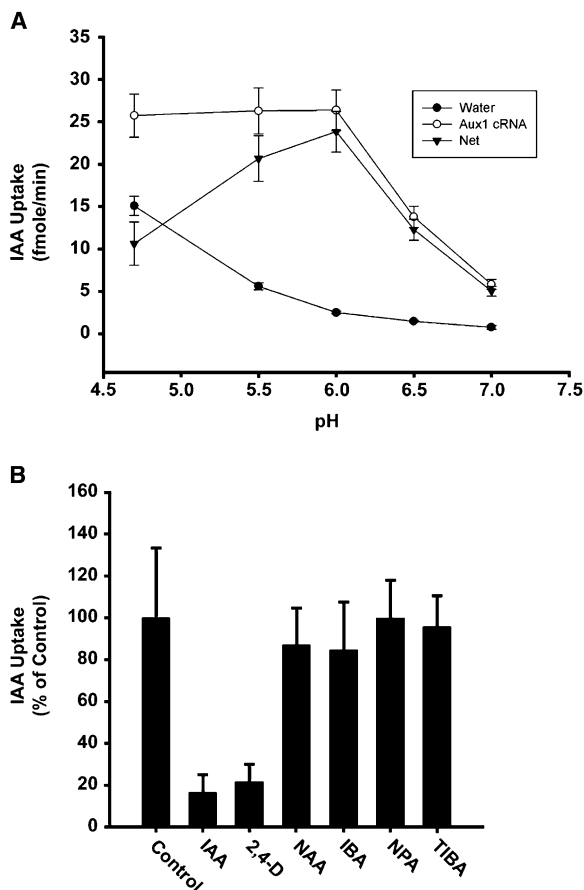 A
35
30
25
20
15
10
5
0
IAA Uptake
(fmole/min)
Water
Aux1 cRNA
Net
4.5 5.0 5.5 6.0 6.5 7.0 7.5
pH
B
160
140
120
100
80
60
40
20
0
IAA Uptake
(% of Control)
Control IAA 2,4-D NAA IBA NPA TIBA